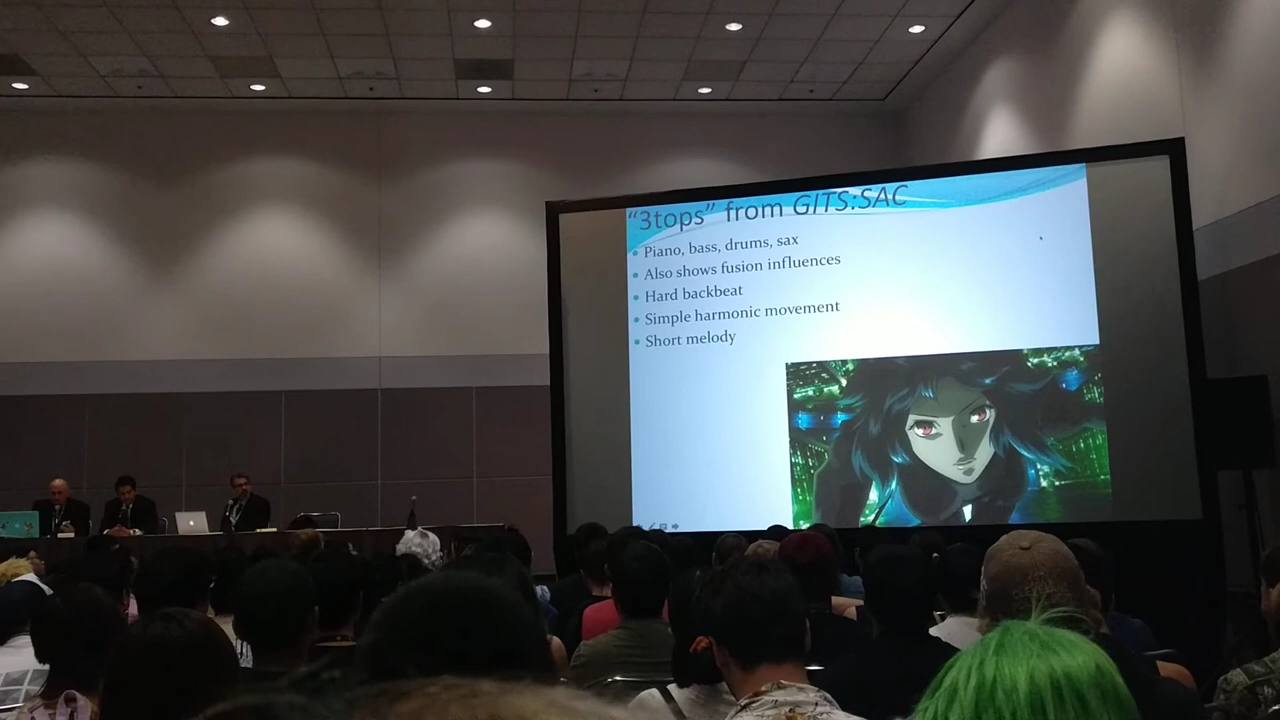 “3tops” from GITS:SAC
Piano, bass, drums, sax
Also shows fusion influences
Hard backbeat
Simple harmonic movement
Short melody